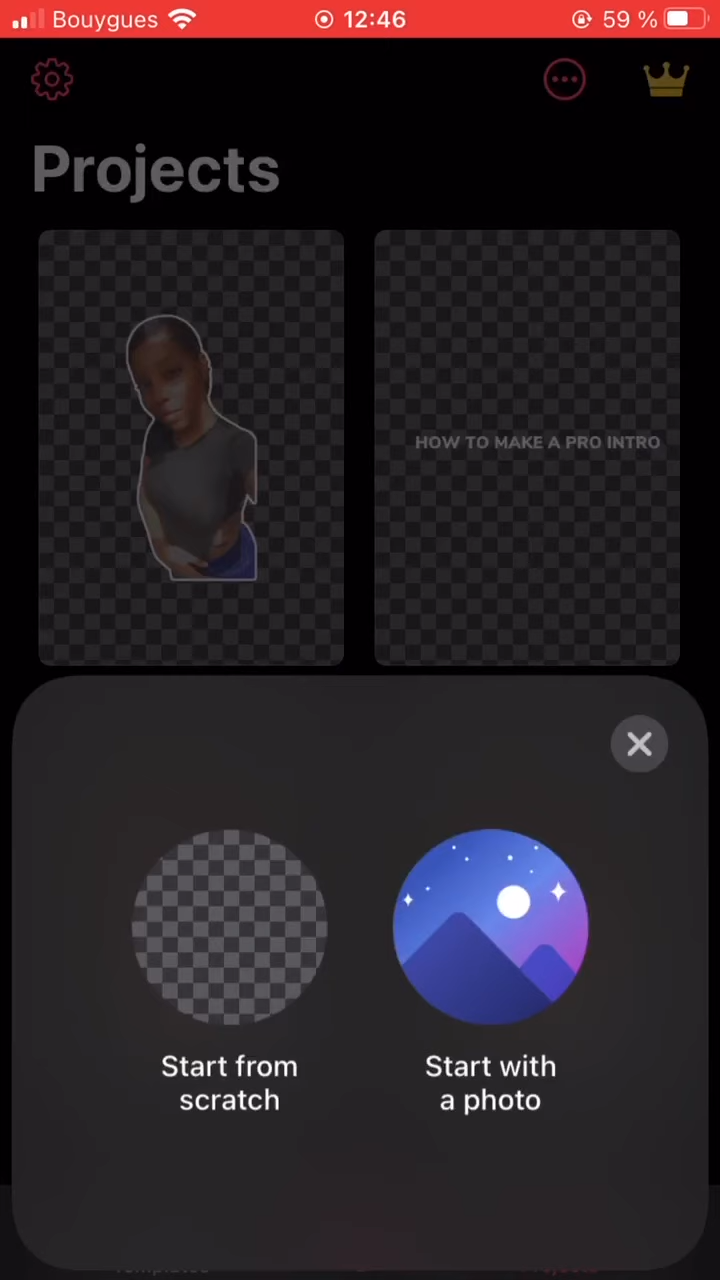 Bouygues 12:46 59 %
Projects
HOW TO MAKE A PRO INTRO
Start from
scratch
Start with
a photo